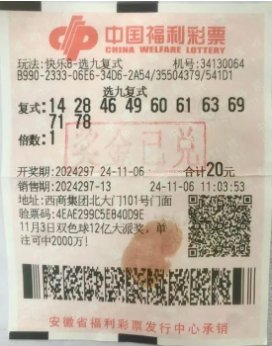 中国福利彩票
CHINA WELFARE LOTTERY
玩法:快乐8-选九复式 机号:34130064
B990-2333-06E6-34D6-2A54/35504379/541D1
选九复式
复式:14 28 46 49 60 61 63 69
71 78
倍数:1
奖金已兑
开奖期:2024297 24-11-06 合计20元
销售期:2024297-13 24-11-06 11:03:53
地址:西商集团北大门101号门面
验票码:4EAE299C5EB40D9E
11月3日双色球12亿大派奖，单
注可中2000万!
安徽省福利彩票发行中心承销